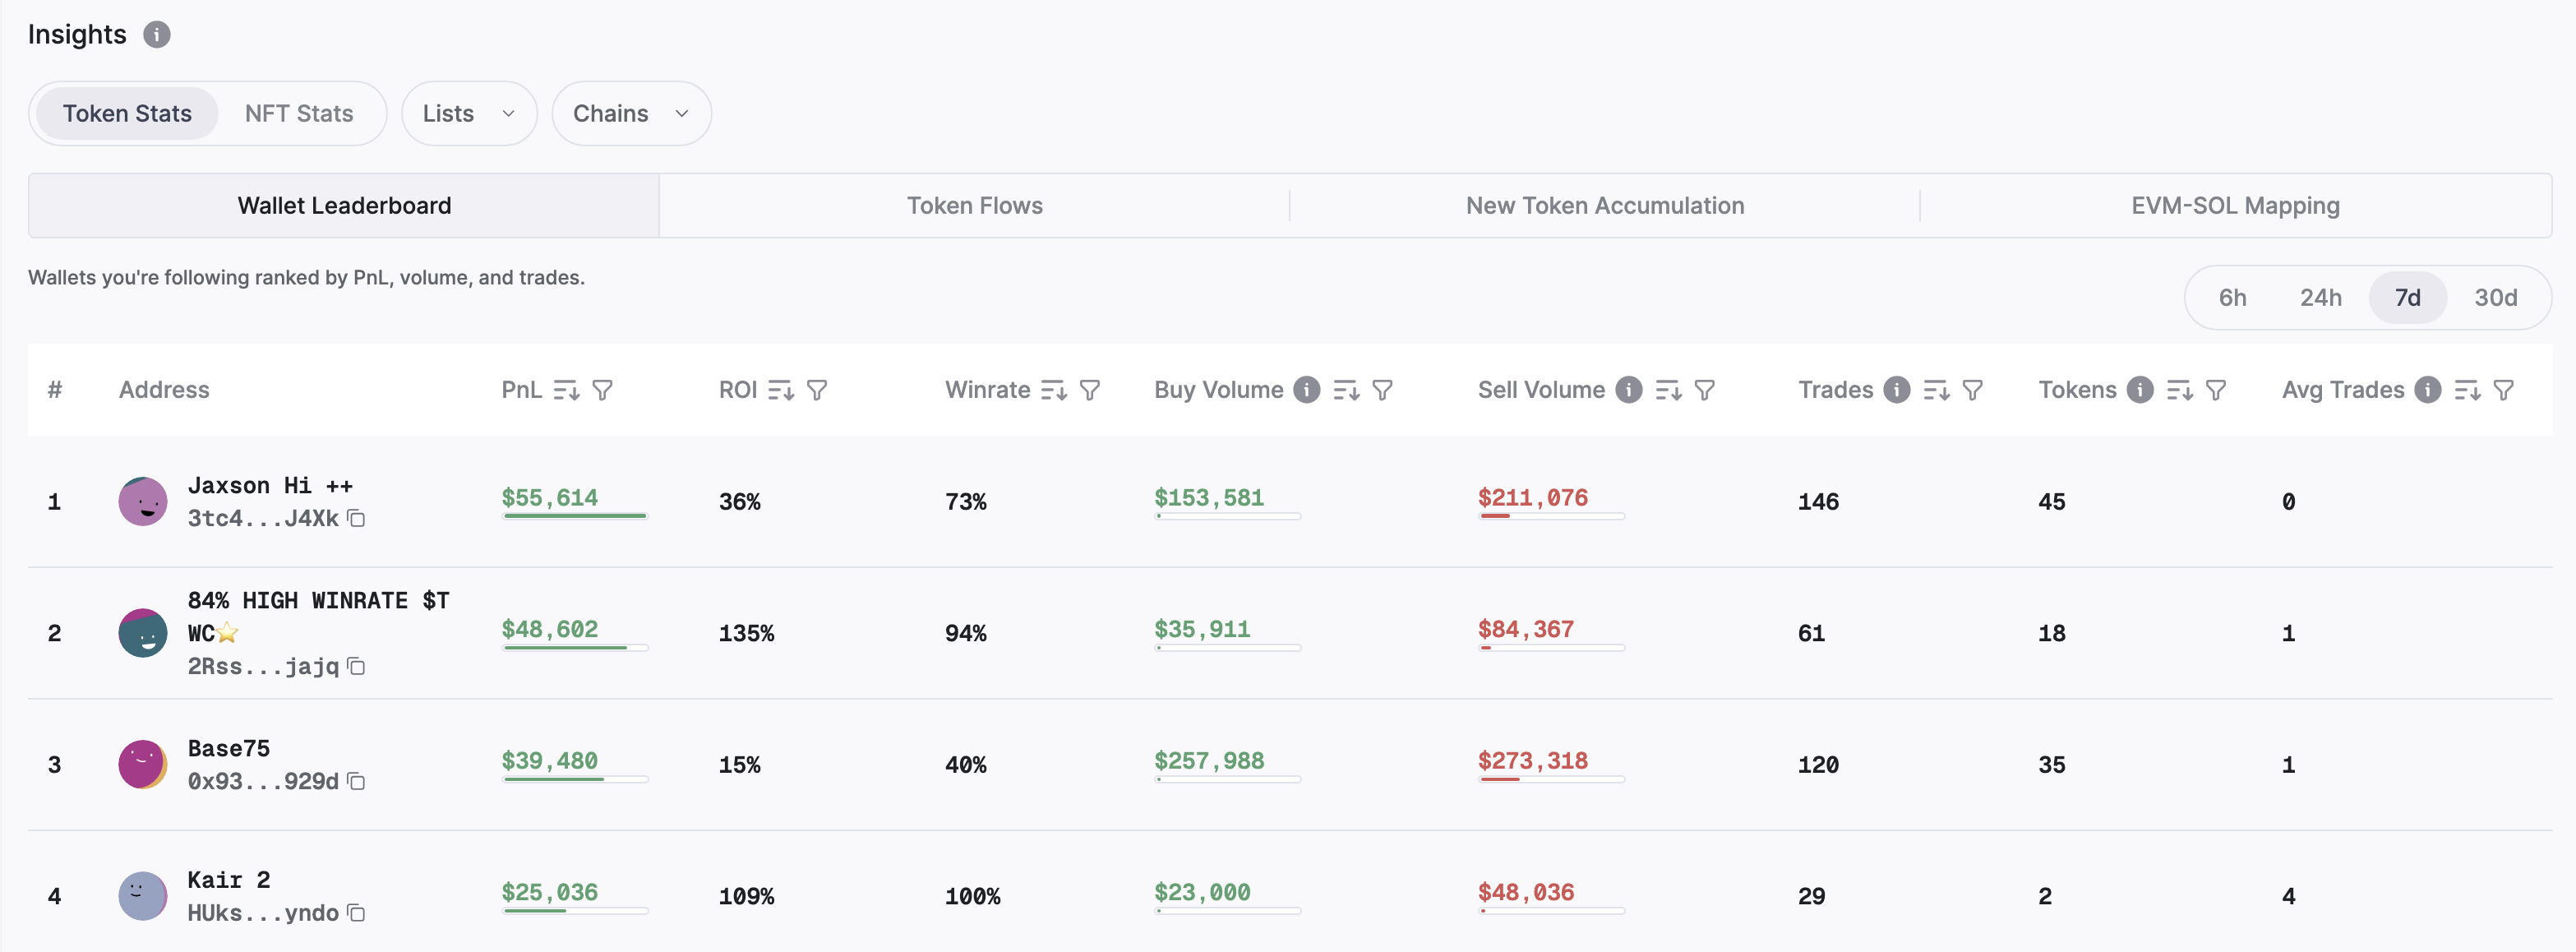 Insights
Token Stats NFT Stats Lists Chains
Wallet Leaderboard Token Flows New Token Accumulation EVM-SOL Mapping
Wallets you're following ranked by PnL, volume, and trades.
6h 24h 7d 30d
# Address PnL ROI Winrate Buy Volume Sell Volume Trades Tokens Avg Trades
1 Jaxson Hi ++ $55,614 36% 73% $153,581 $211,076 146 45 0
3tc4...J4Xk
2 84% HIGH WINRATE $T $48,602 135% 94% $35,911 $84,367 61 18 1
WC⭐
2Rss...jajq
3 Base75 $39,480 15% 40% $257,988 $273,318 120 35 1
0x93...929d
4 Kair 2 $25,036 109% 100% $23,000 $48,036 29 2 4
HUks...yndo